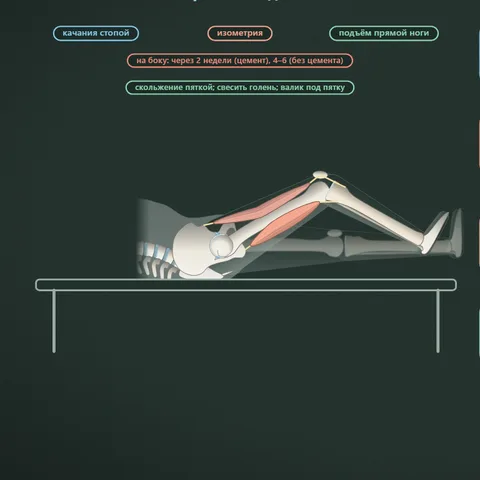 качания стопой
изометрия
подъём прямой ноги
на боку: через 2 недели (цемент), 4–6 (без цемента)
скольжение пяткой; свесить голень; валик под пятку